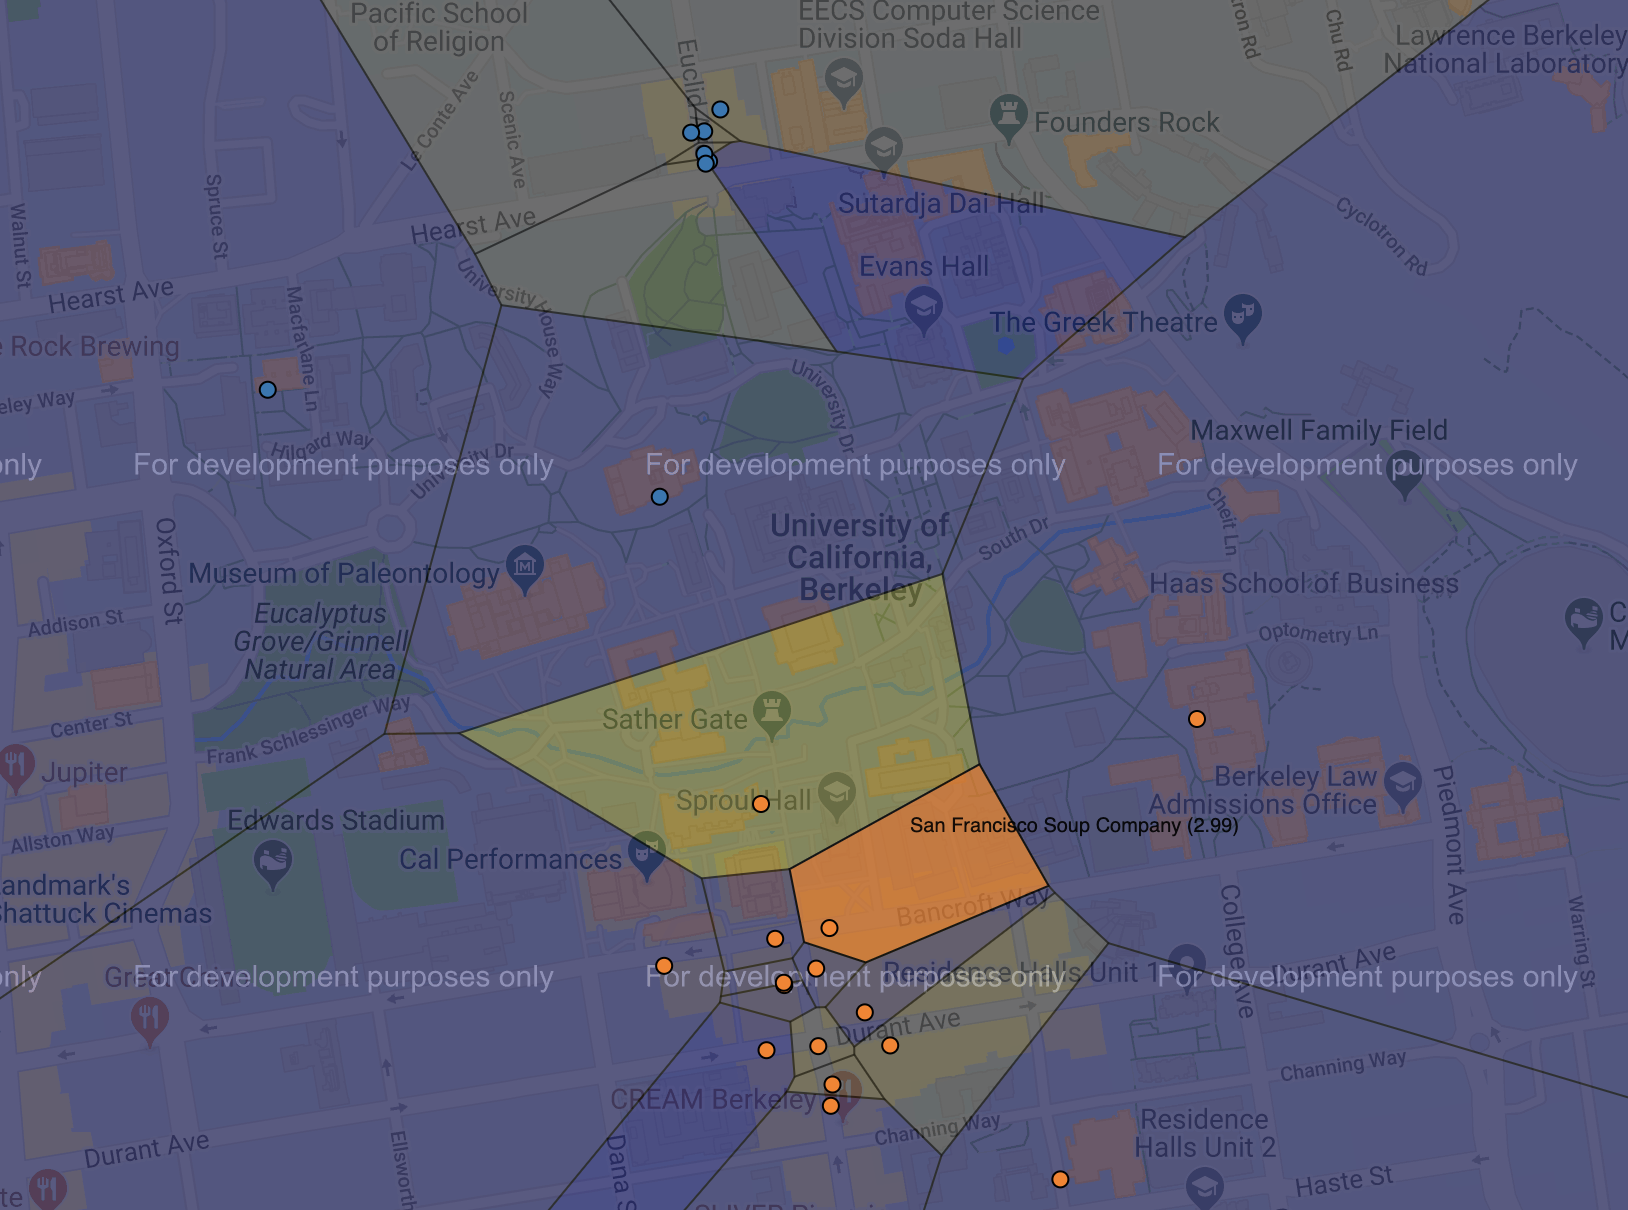 Pacific School
of Religion
EECS Computer Science
Division Soda Hall
Chu Rd
Lawrence Berkeley
National Laboratory
Le Conte Ave
Scenic Ave
Founders Rock
Walnut St
Spruce St
Hearst Ave
Sutardja Dai Hall
Cyclotron Rd
Hearst Ave
University House Way
Evans Hall
Macfarlane Ln
The Greek Theatre
Rock Brewing
eley Way
University Dr
Hilgard Way
University Dr
Maxwell Family Field
only
For development purposes only
For development purposes only
For development purposes only
Oxford St
University of
California,
Berkeley
South Dr
Cheit Ln
Museum of Paleontology
Haas School of Business
Eucalyptus
Grove/Grinnell
Natural Area
Addison St
Optometry Ln
Center St
Frank Schlessinger Way
Sather Gate
Jupiter
Sproul Hall
Berkeley Law
Admissions Office
Piedmont Ave
Allston Way
Edwards Stadium
San Francisco Soup Company (2.99)
Cal Performances
andmark's
Shattuck Cinemas
Bancroft Way
College Ave
Warring St
only
For development purposes only
For development purposes only
For development purposes only
Residence Halls Unit 1
Durant Ave
Durant Ave
Channing Way
CREAM Berkeley
Channing Way
Residence
Halls Unit 2
Durant Ave
Ellsworth
Dana S
Haste St